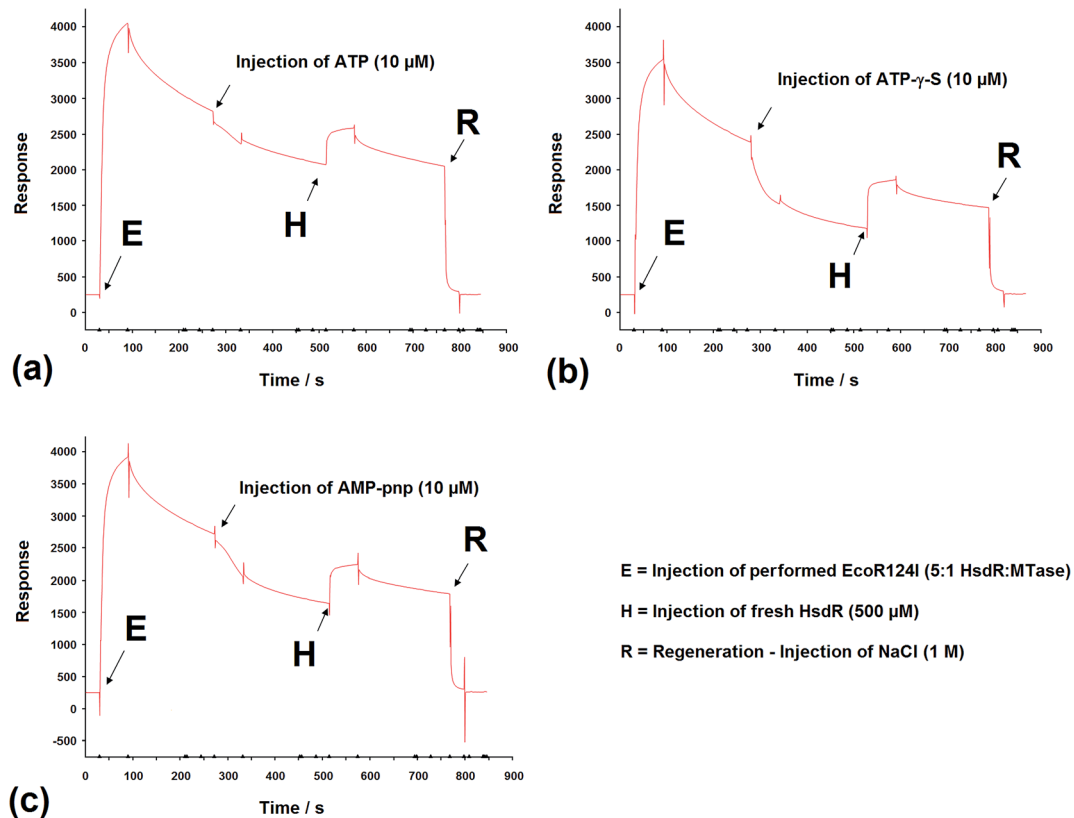 4000
3500
3000
2500
2000
1500
1000
500
0
Response
Injection of ATP (10 µM)
E
H
R
0 100 200 300 400 500 600 700 800 900
Time / s
(a)
4000
3500
3000
2500
2000
1500
1000
500
0
Response
Injection of ATP-γ-S (10 µM)
E
H
R
0 100 200 300 400 500 600 700 800 900
Time / s
(b)
4000
3500
3000
2500
2000
1500
1000
500
0
-500
Response
Injection of AMP-pnp (10 µM)
E
H
R
0 100 200 300 400 500 600 700 800 900
Time / s
(c)
E = Injection of performed EcoR124I (5:1 HsdR:MTase)
H = Injection of fresh HsdR (500 µM)
R = Regeneration - Injection of NaCl (1 M)